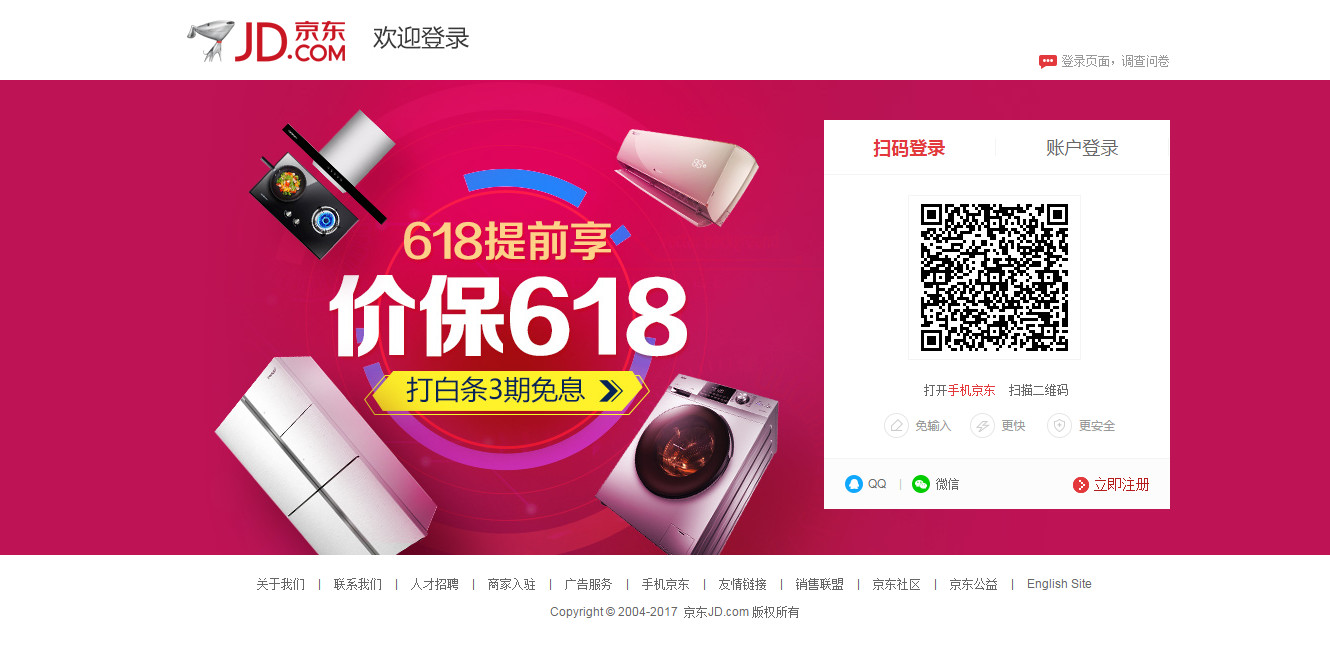 JD.COM 京东
欢迎登录
登录页面，调查问卷
618提前享
价保618
打白条3期免息
扫码登录 账户登录
打开手机京东 扫描二维码
免输入 更快 更安全
QQ | 微信 立即注册
关于我们 | 联系我们 | 人才招聘 | 商家入驻 | 广告服务 | 手机京东 | 友情链接 | 销售联盟 | 京东社区 | 京东公益 | English Site
Copyright © 2004-2017 京东JD.com 版权所有